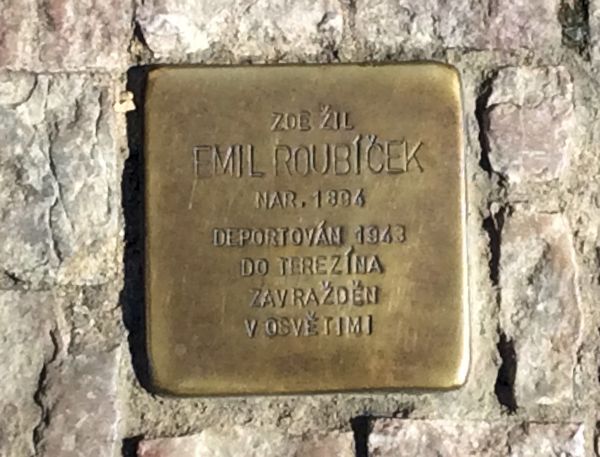 ZDE ŽIL
EMIL ROUBÍČEK
NAR. 1894
DEPORTOVÁN 1943
DO TEREZÍNA
ZAVRAŽDĚN
V OSVĚTIMI